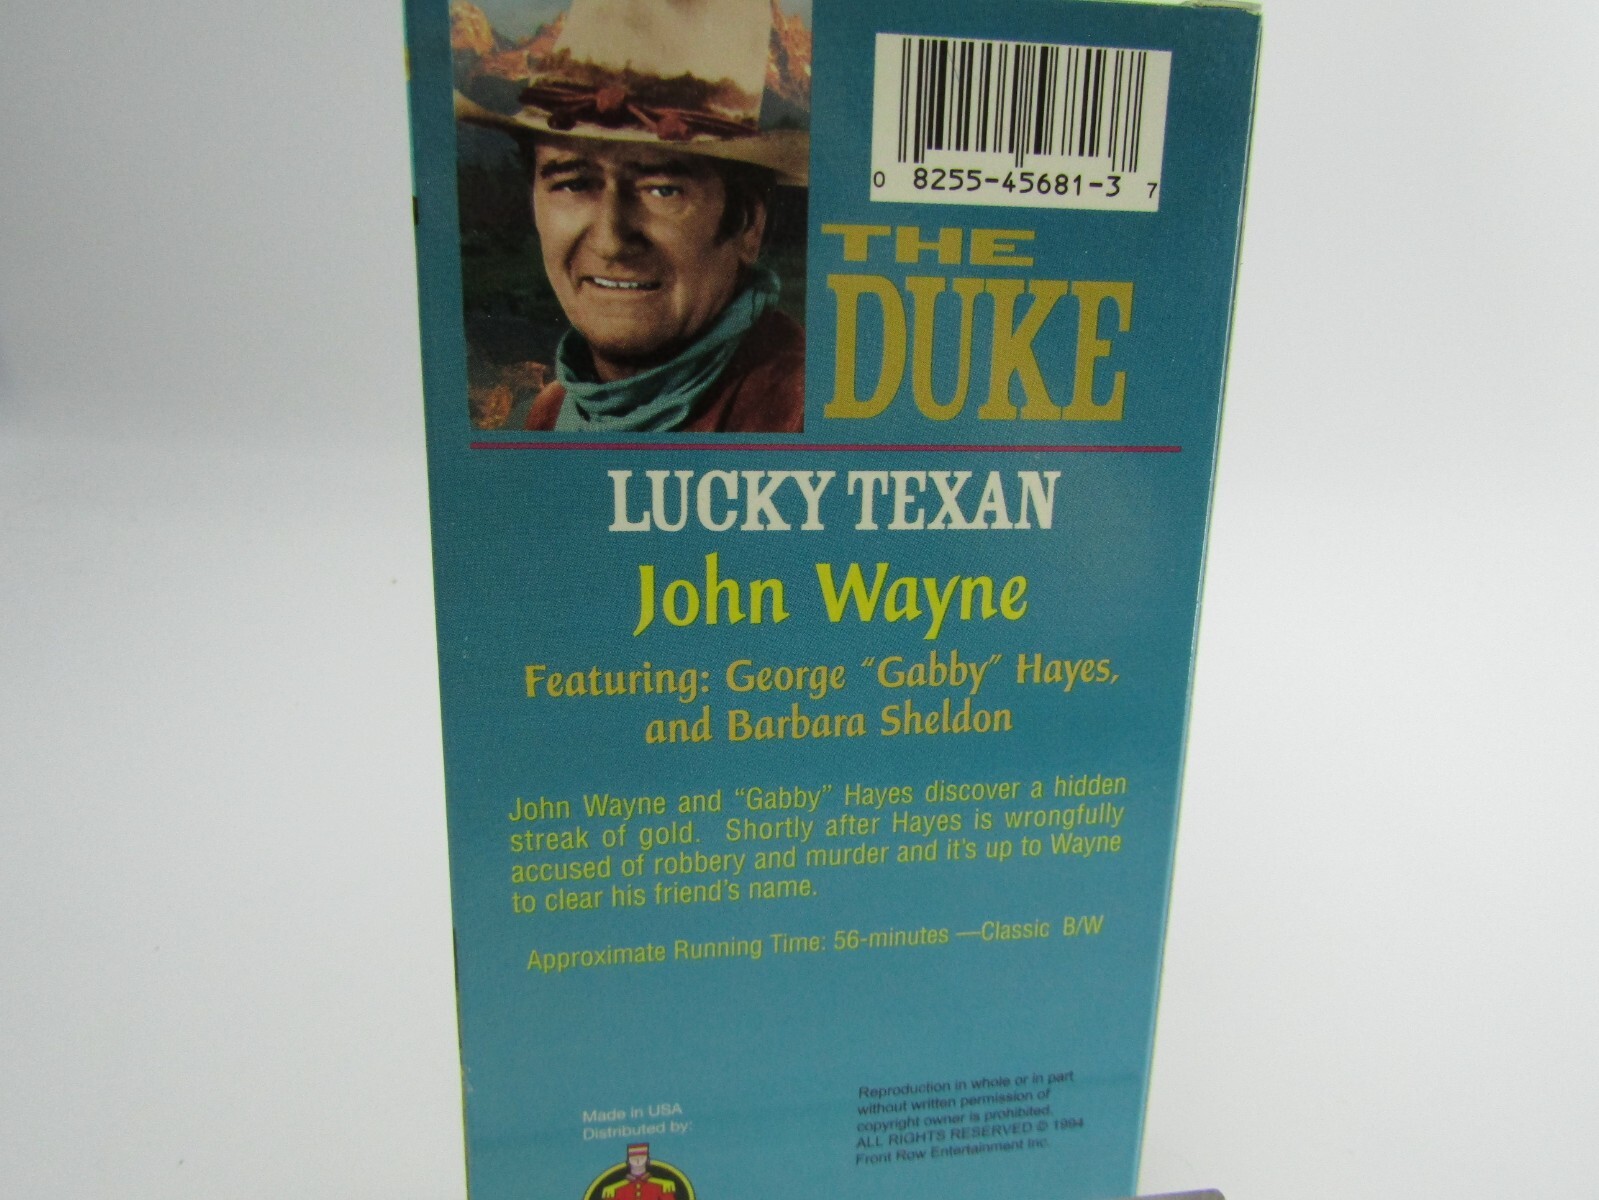 0 8255-45681-3 7
THE
DUKE
LUCKY TEXAN
John Wayne
Featuring: George "Gabby" Hayes,
and Barbara Sheldon
John Wayne and "Gabby" Hayes discover a hidden
streak of gold. Shortly after Hayes is wrongfully
accused of robbery and murder and it's up to Wayne
to clear his friend's name.
Approximate Running Time: 56-minutes —Classic B/W
Made in USA
Distributed by:
Reproduction in whole or in part
without written permission of
copyright owner is prohibited.
ALL RIGHTS RESERVED © 1994
Front Row Entertainment Inc.